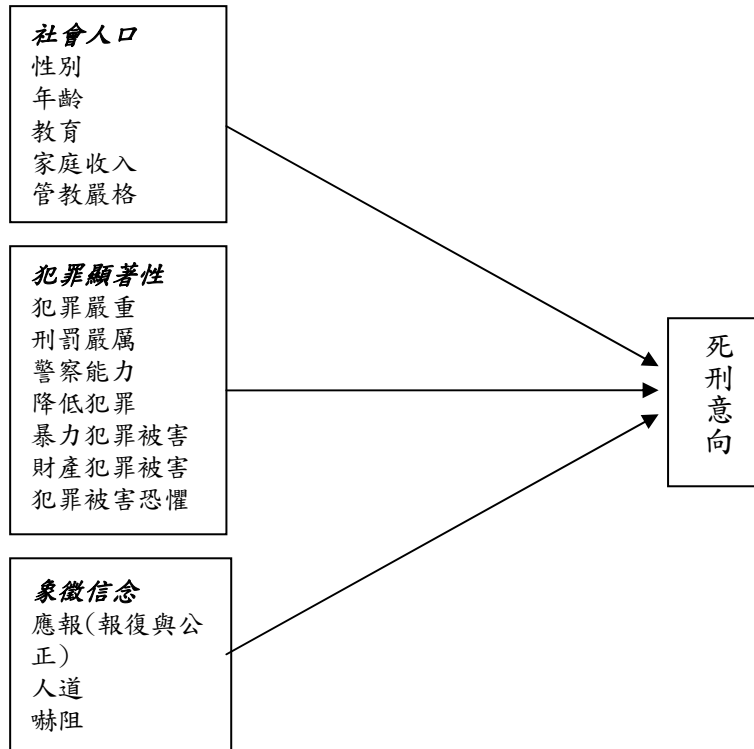 社會人口
性別
年齡
教育
家庭收入
管教嚴格
犯罪顯著性
犯罪嚴重
刑罰嚴厲
警察能力
降低犯罪
暴力犯罪被害
財產犯罪被害
犯罪被害恐懼
象徵信念
應報(報復與公
正)
人道
嚇阻
死刑意向